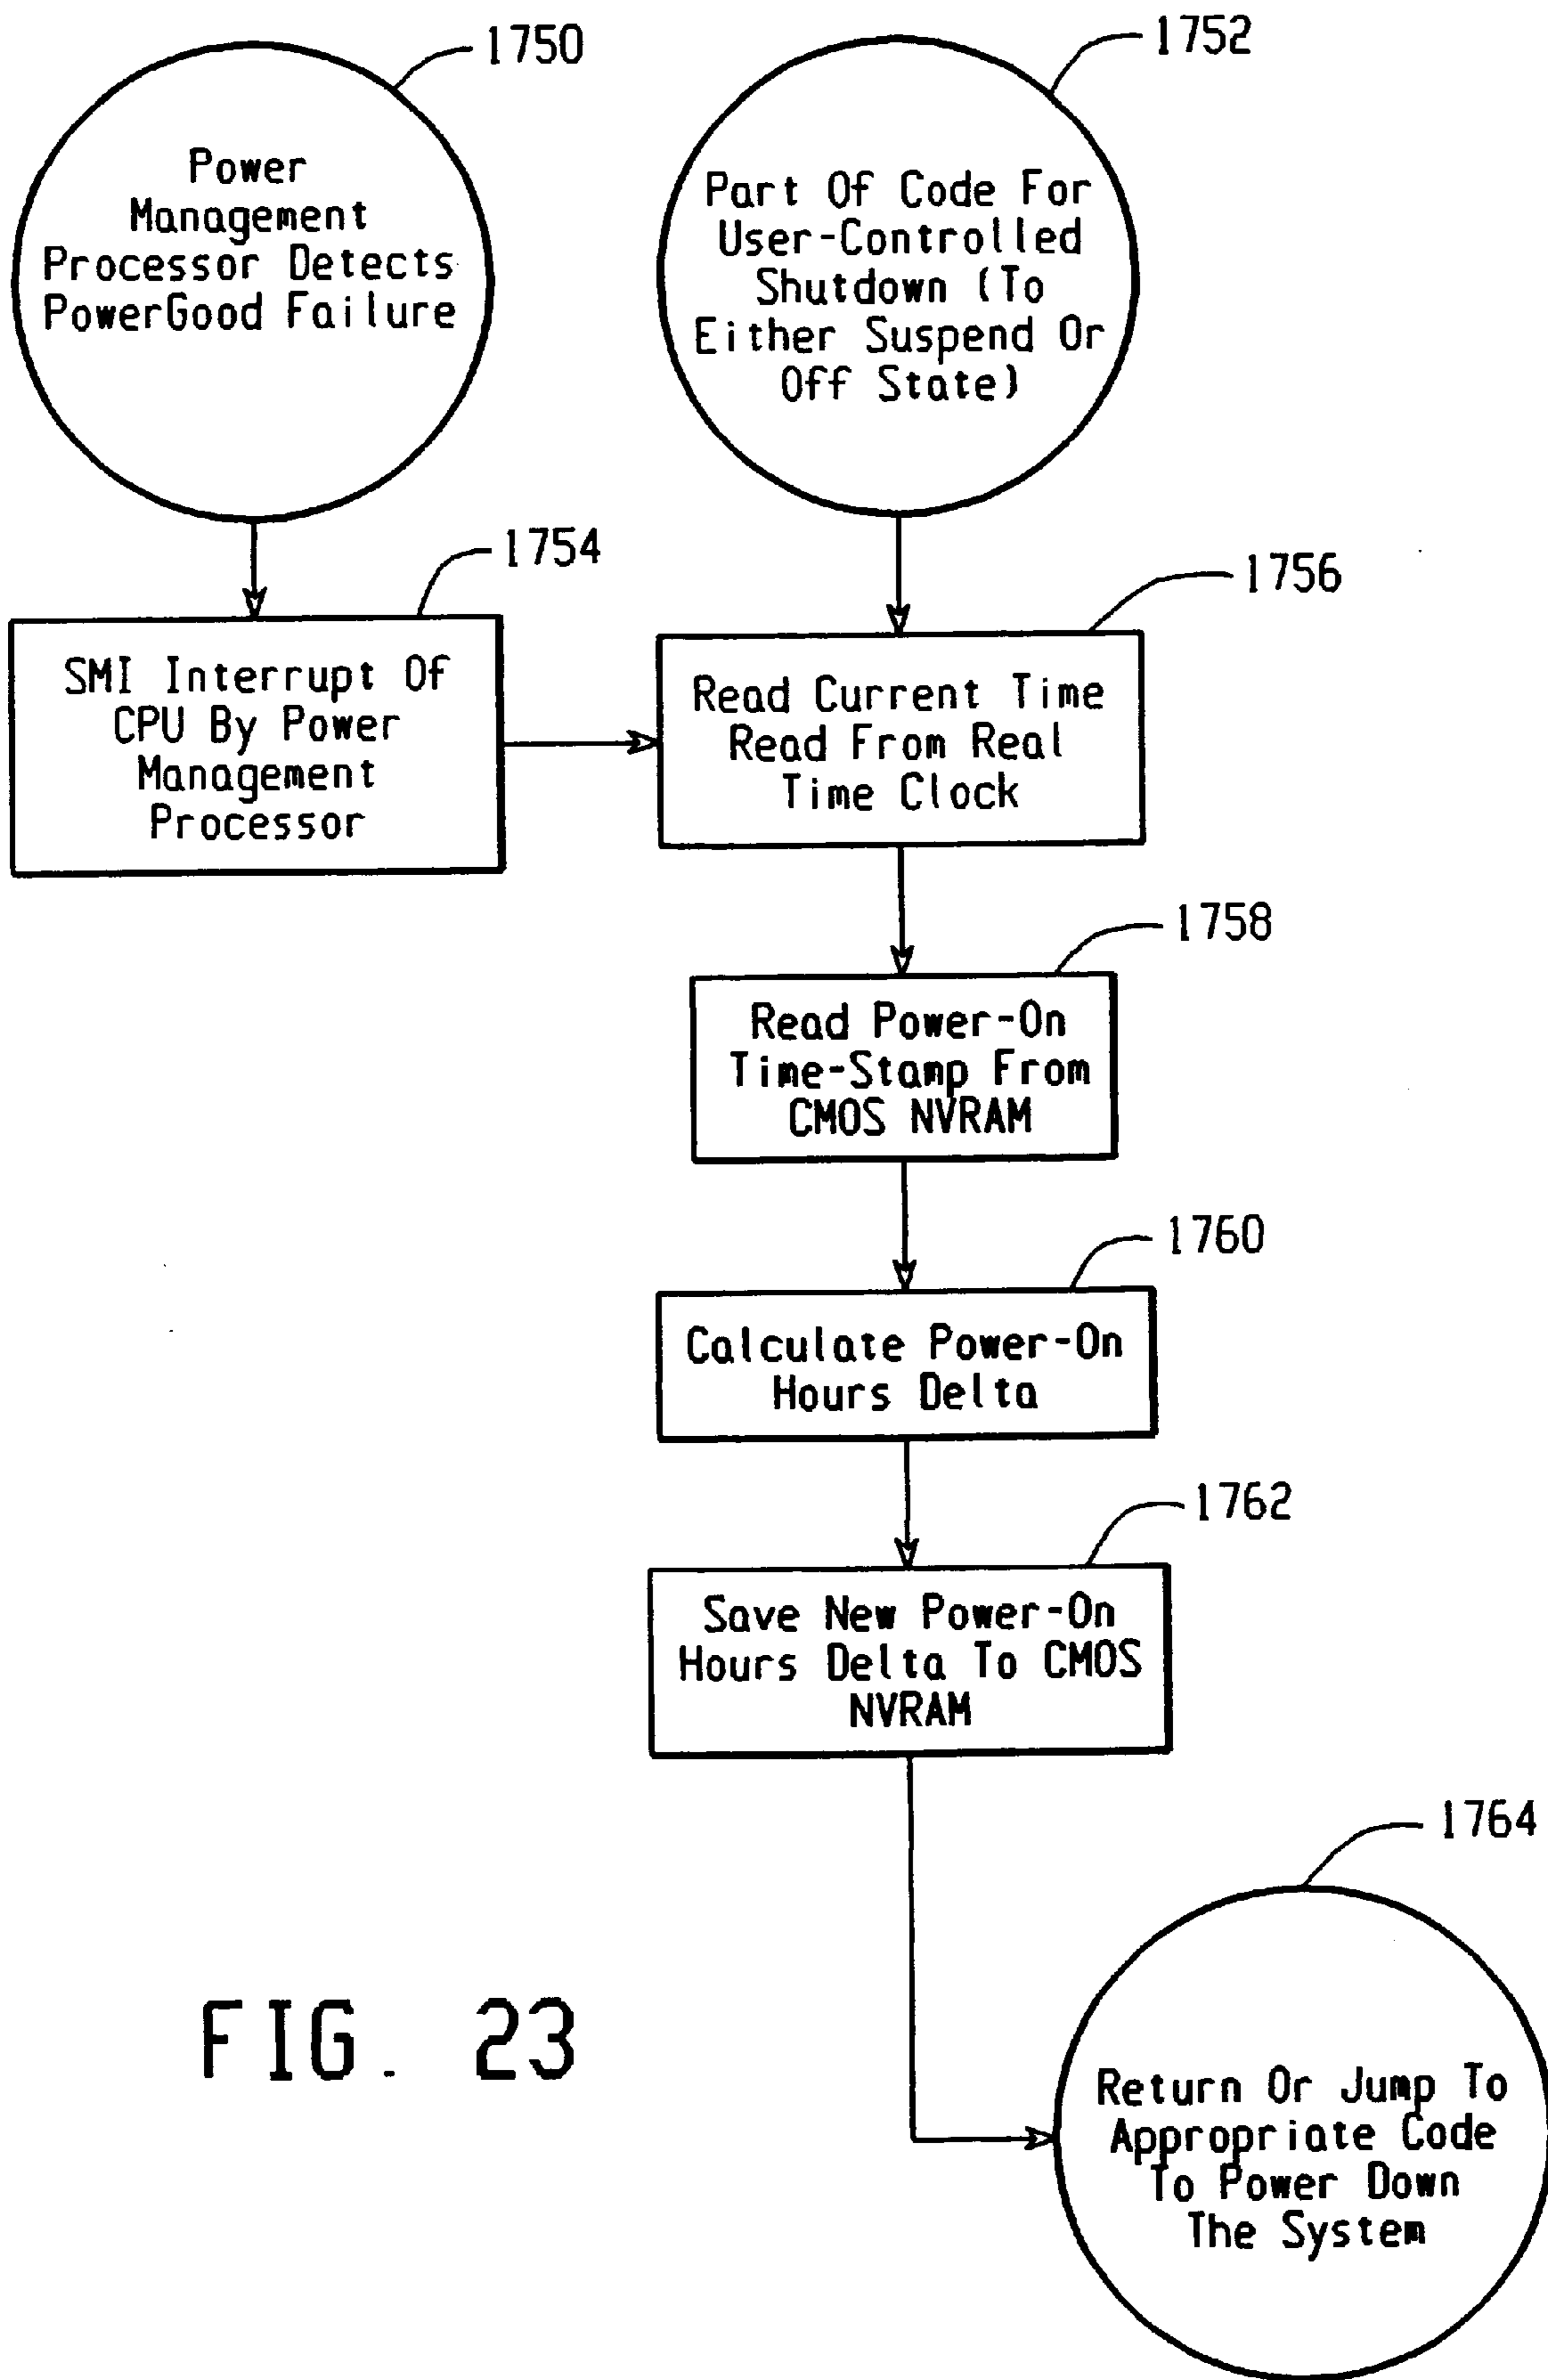 1750
Power
Management
Processor Detects
PowerGood Failure
1752
Part Of Code For
User-Controlled
Shutdown (To
Either Suspend Or
Off State)
1754
SMI Interrupt Of
CPU By Power
Management
Processor
1756
Read Current Time
Read From Real
Time Clock
1758
Read Power-On
Time-Stamp From
CMOS NVRAM
1760
Calculate Power-On
Hours Delta
1762
Save New Power-On
Hours Delta To CMOS
NVRAM
1764
Return Or Jump To
Appropriate Code
To Power Down
The System
FIG. 23